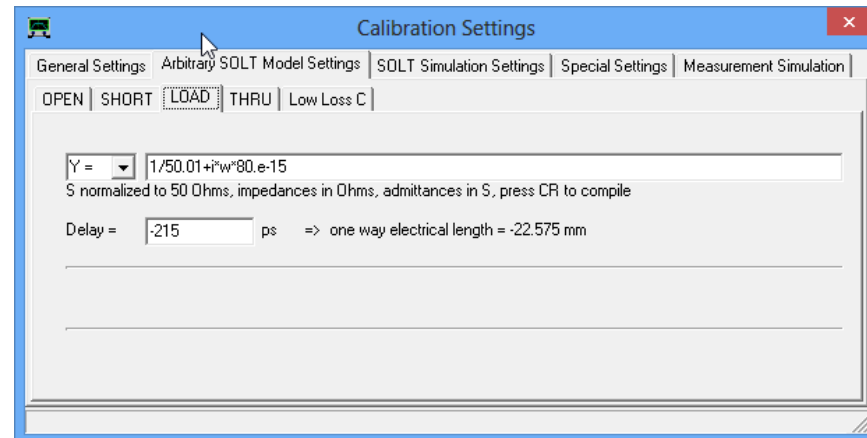 Calibration Settings
General Settings Arbitrary SOLT Model Settings SOLT Simulation Settings Special Settings Measurement Simulation
OPEN SHORT LOAD THRU Low Loss C
Y = 1/50.01+i*w*80.e-15
S normalized to 50 Ohms, impedances in Ohms, admittances in S, press CR to compile
Delay = -215 ps => one way electrical length = -22.575 mm